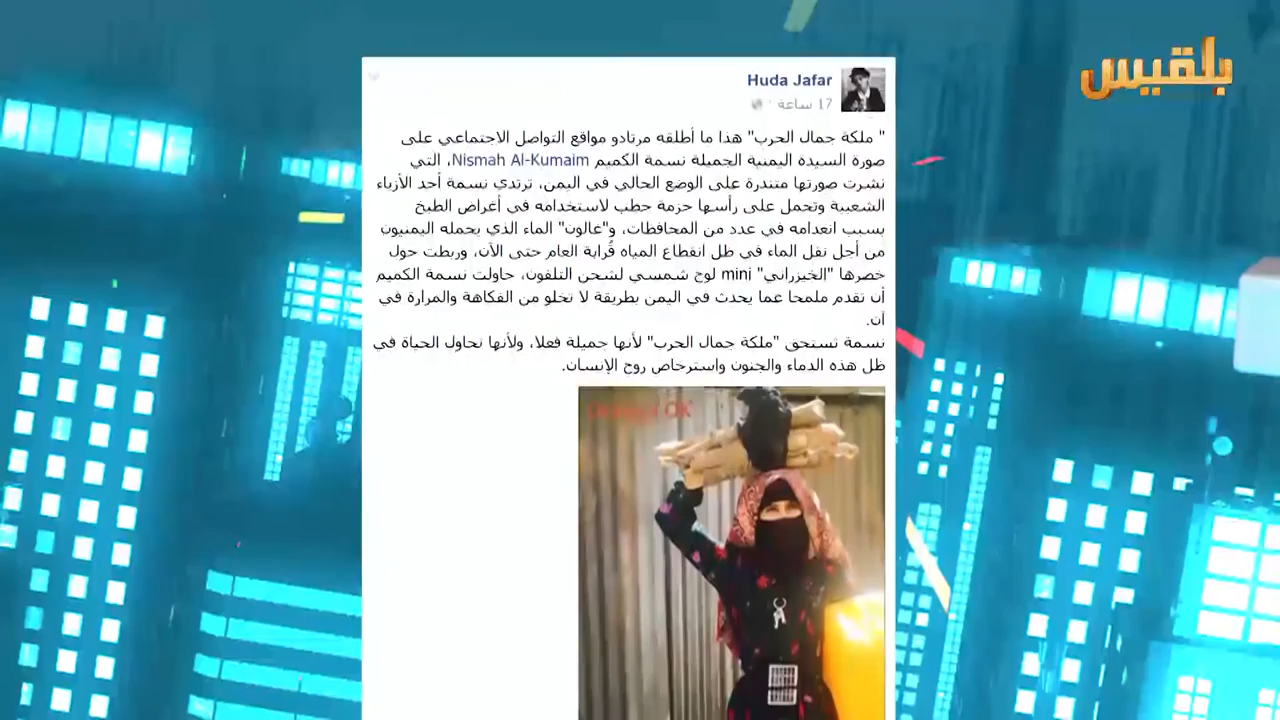 بلقيس
Huda Jafar
17 ساعة ·
" ملكة جمال الحرب" هذا ما أطلقه مرتادو مواقع التواصل الاجتماعي على
صورة السيدة اليمنية الجميلة نسمة الكميم Nismah Al-Kumaim، التي
نشرت صورتها متندرة على الوضع الحالي في اليمن، ترتدي نسمة أحد الأزياء
الشعبية وتحمل على رأسها حزمة حطب لاستخدامه في أغراض الطبخ
بسبب انعدامه في عدد من المحافظات، و"غالون" الماء الذي يحمله اليمنيون
من أجل نقل الماء في ظل انقطاع المياه قُرابة العام حتى الآن، وربطت حول
خصرها "الخيزراني" mini لوح شمسي لشحن التلفون، حاولت نسمة الكميم
أن تقدم ملمحا عما يحدث في اليمن بطريقة لا تخلو من الفكاهة والمرارة في
آن.
نسمة تستحق "ملكة جمال الحرب" لأنها جميلة فعلا، ولأنها تحاول الحياة في
ظل هذه الدماء والجنون واسترخاص روح الإنسان.